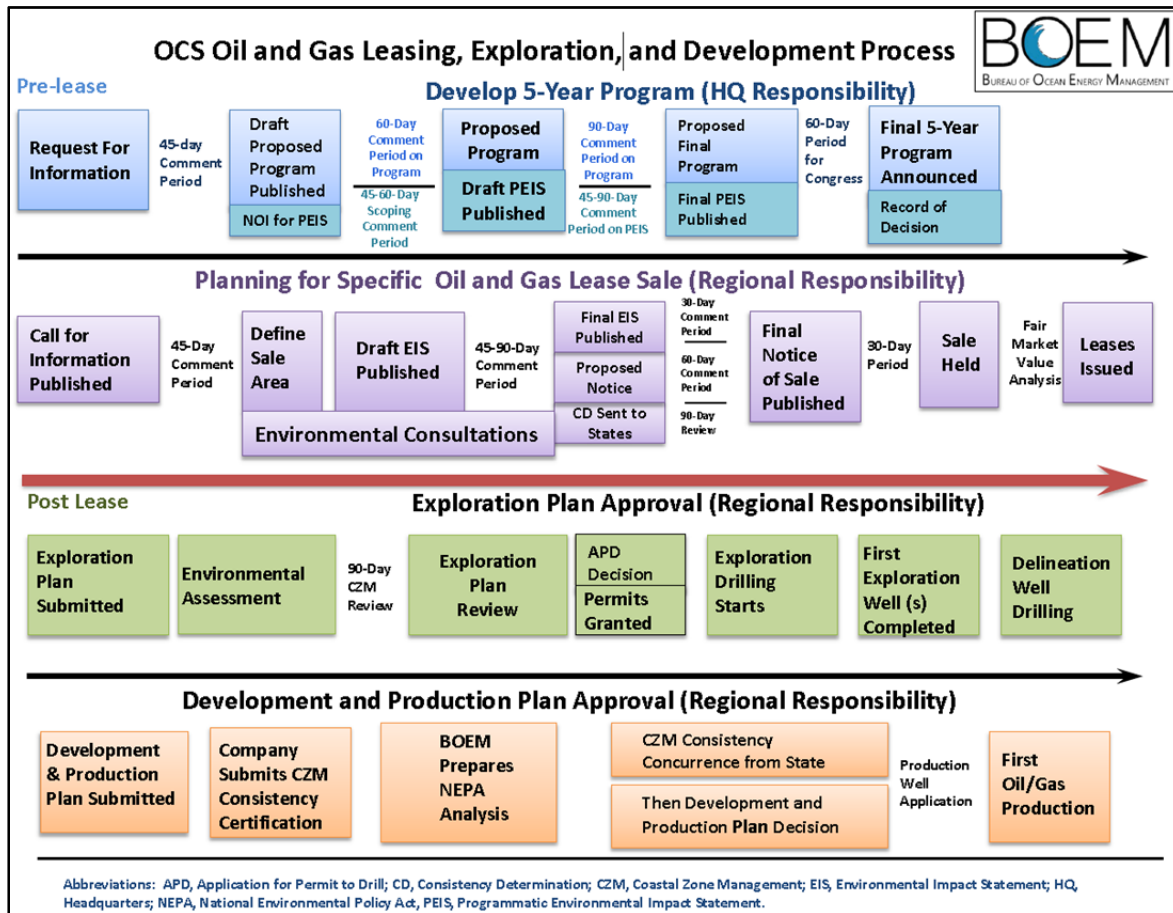 OCS Oil and Gas Leasing, Exploration, and Development Process
BOEM
BUREAU OF OCEAN ENERGY MANAGEMENT
Pre-lease
Develop 5-Year Program (HQ Responsibility)
Request For
Information
45-day
Comment
Period
Draft
Proposed
Program
Published
NOI for PEIS
60-Day
Comment
Period on
Program
45-60-Day
Scoping
Comment
Period
Proposed
Program
Draft PEIS
Published
90-Day
Comment
Period on
Program
45-90-Day
Comment
Period on PEIS
Proposed
Final
Program
Final PEIS
Published
60-Day
Period
for
Congress
Final 5-Year
Program
Announced
Record of
Decision
Planning for Specific Oil and Gas Lease Sale (Regional Responsibility)
Call for
Information
Published
45-Day
Comment
Period
Define
Sale
Area
Draft EIS
Published
Environmental Consultations
45-90-Day
Comment
Period
Final EIS
Published
Proposed
Notice
CD Sent to
States
30-Day
Comment
Period
60-Day
Comment
Period
90-Day
Review
Final
Notice
of Sale
Published
30-Day
Period
Sale
Held
Fair
Market
Value
Analysis
Leases
Issued
Post Lease
Exploration Plan Approval (Regional Responsibility)
Exploration
Plan
Submitted
Environmental
Assessment
90-Day
CZM
Review
Exploration
Plan
Review
APD
Decision
Permits
Granted
Exploration
Drilling
Starts
First
Exploration
Well (s)
Completed
Delineation
Well
Drilling
Development and Production Plan Approval (Regional Responsibility)
Development
& Production
Plan Submitted
Company
Submits CZM
Consistency
Certification
BOEM
Prepares
NEPA
Analysis
CZM Consistency
Concurrence from State
Then Development and
Production Plan Decision
Production
Well
Application
First
Oil/Gas
Production
Abbreviations: APD, Application for Permit to Drill; CD, Consistency Determination; CZM, Coastal Zone Management; EIS, Environmental Impact Statement; HQ,
Headquarters; NEPA, National Environmental Policy Act, PEIS, Programmatic Environmental Impact Statement.